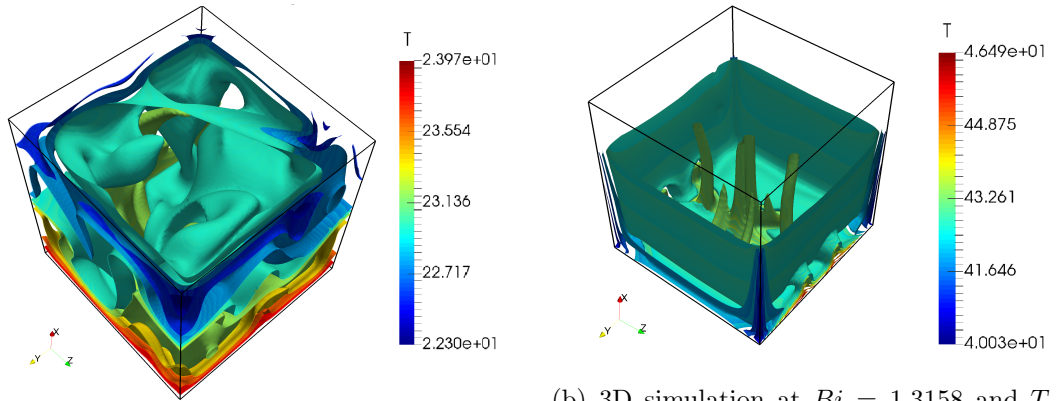 T
2.397e+01
23.554
23.136
22.717
2.230e+01
X
Y
Z
T
4.649e+01
44.875
43.261
41.646
4.003e+01
X
Y
Z
(b) 3D simulation at Bi = 1.3158 and T